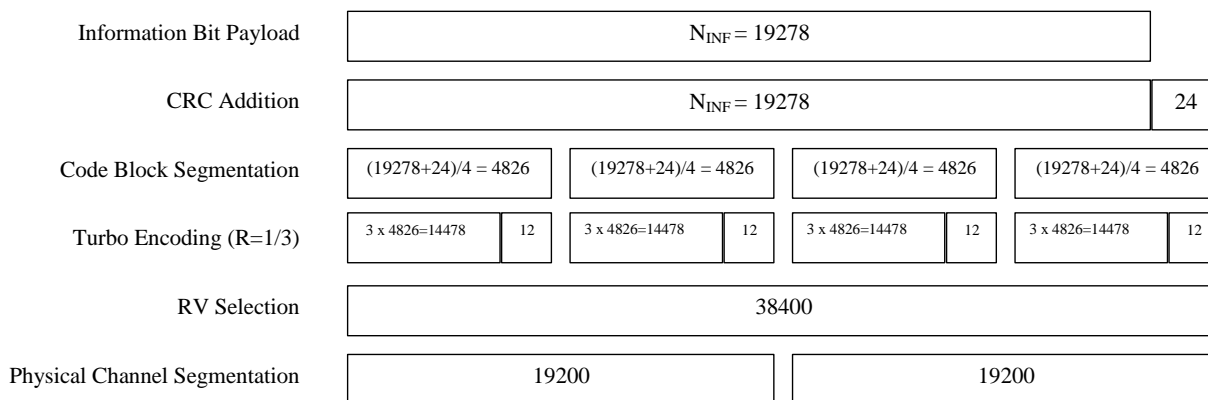 Information Bit Payload N_INF = 19278
CRC Addition N_INF = 19278 24
Code Block Segmentation (19278+24)/4 = 4826 (19278+24)/4 = 4826 (19278+24)/4 = 4826 (19278+24)/4 = 4826
Turbo Encoding (R=1/3) 3 x 4826=14478 12 3 x 4826=14478 12 3 x 4826=14478 12 3 x 4826=14478 12
RV Selection 38400
Physical Channel Segmentation 19200 19200